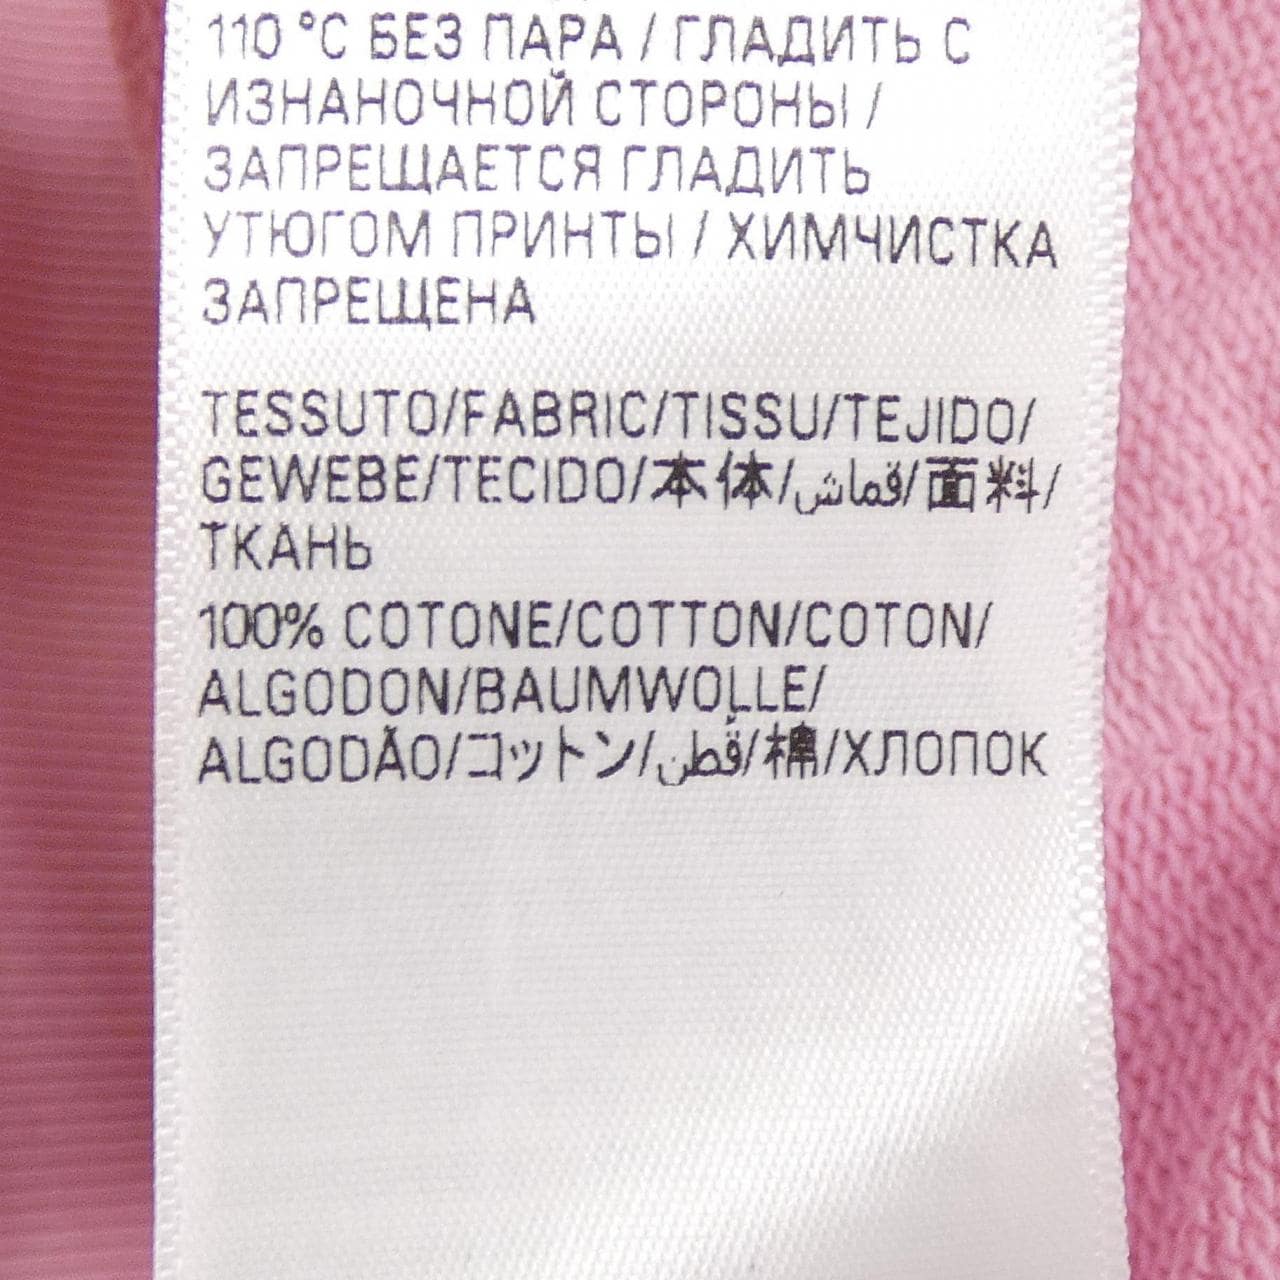 110 °C БЕЗ ПАРА / ГЛАДИТЬ С
ИЗНАНОЧНОЙ СТОРОНЫ /
ЗАПРЕЩАЕТСЯ ГЛАДИТЬ
УТЮГОМ ПРИНТЫ / ХИМЧИСТКА
ЗАПРЕЩЕНА
TESSUTO/FABRIC/TISSU/TEJIDO/
GEWEBE/TECIDO/本体/قماش/面料/
ТКАНЬ
100% COTONE/COTTON/COTON/
ALGODON/BAUMWOLLE/
ALGODÃO/コットン/قُطن/棉/ХЛОПОК